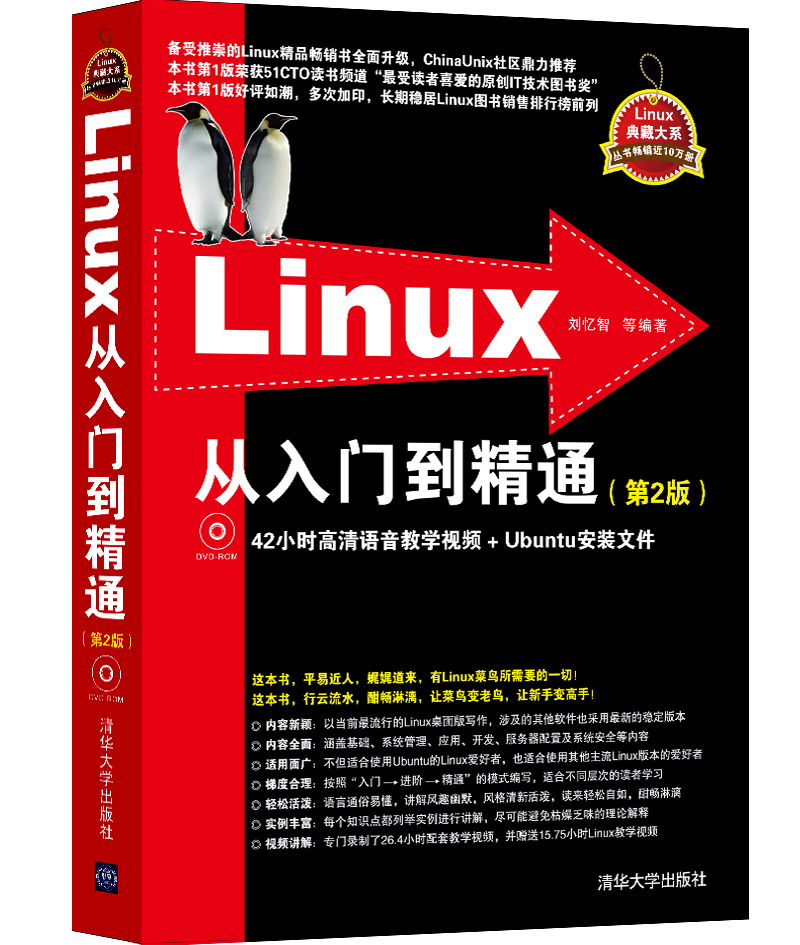 Linux
典藏大系
Linux
从入门到精通
(第2版)
DVD-ROM
清华大学出版社
备受推崇的Linux精品畅销书全面升级，ChinaUnix社区鼎力推荐
本书第1版荣获51CTO读书频道“最受读者喜爱的原创IT技术图书奖”
本书第1版好评如潮，多次加印，长期稳居Linux图书销售排行榜前列
Linux
典藏大系
丛书畅销近10万册
Linux
刘忆智 等编著
从入门到精通(第2版)
DVD-ROM
42小时高清语音教学视频 + Ubuntu安装文件
这本书，平易近人，娓娓道来，有Linux菜鸟所需要的一切！
这本书，行云流水，酣畅淋漓，让菜鸟变老鸟，让新手变高手！
◎ 内容新颖：以当前最流行的Linux桌面版写作，涉及的其他软件也采用最新的稳定版本
◎ 内容全面：涵盖基础、系统管理、应用、开发、服务器配置及系统安全等内容
◎ 适用面广：不但适合使用Ubuntu的Linux爱好者，也适合使用其他主流Linux版本的爱好者
◎ 梯度合理：按照“入门→进阶→精通”的模式编写，适合不同层次的读者学习
◎ 轻松活泼：语言通俗易懂，讲解风趣幽默，风格清新活泼，读来轻松自如，酣畅淋漓
◎ 实例丰富：每个知识点都列举实例进行讲解，尽可能避免枯燥乏味的理论解释
◎ 视频讲解：专门录制了26.4小时配套教学视频，并赠送15.75小时Linux教学视频
清华大学出版社